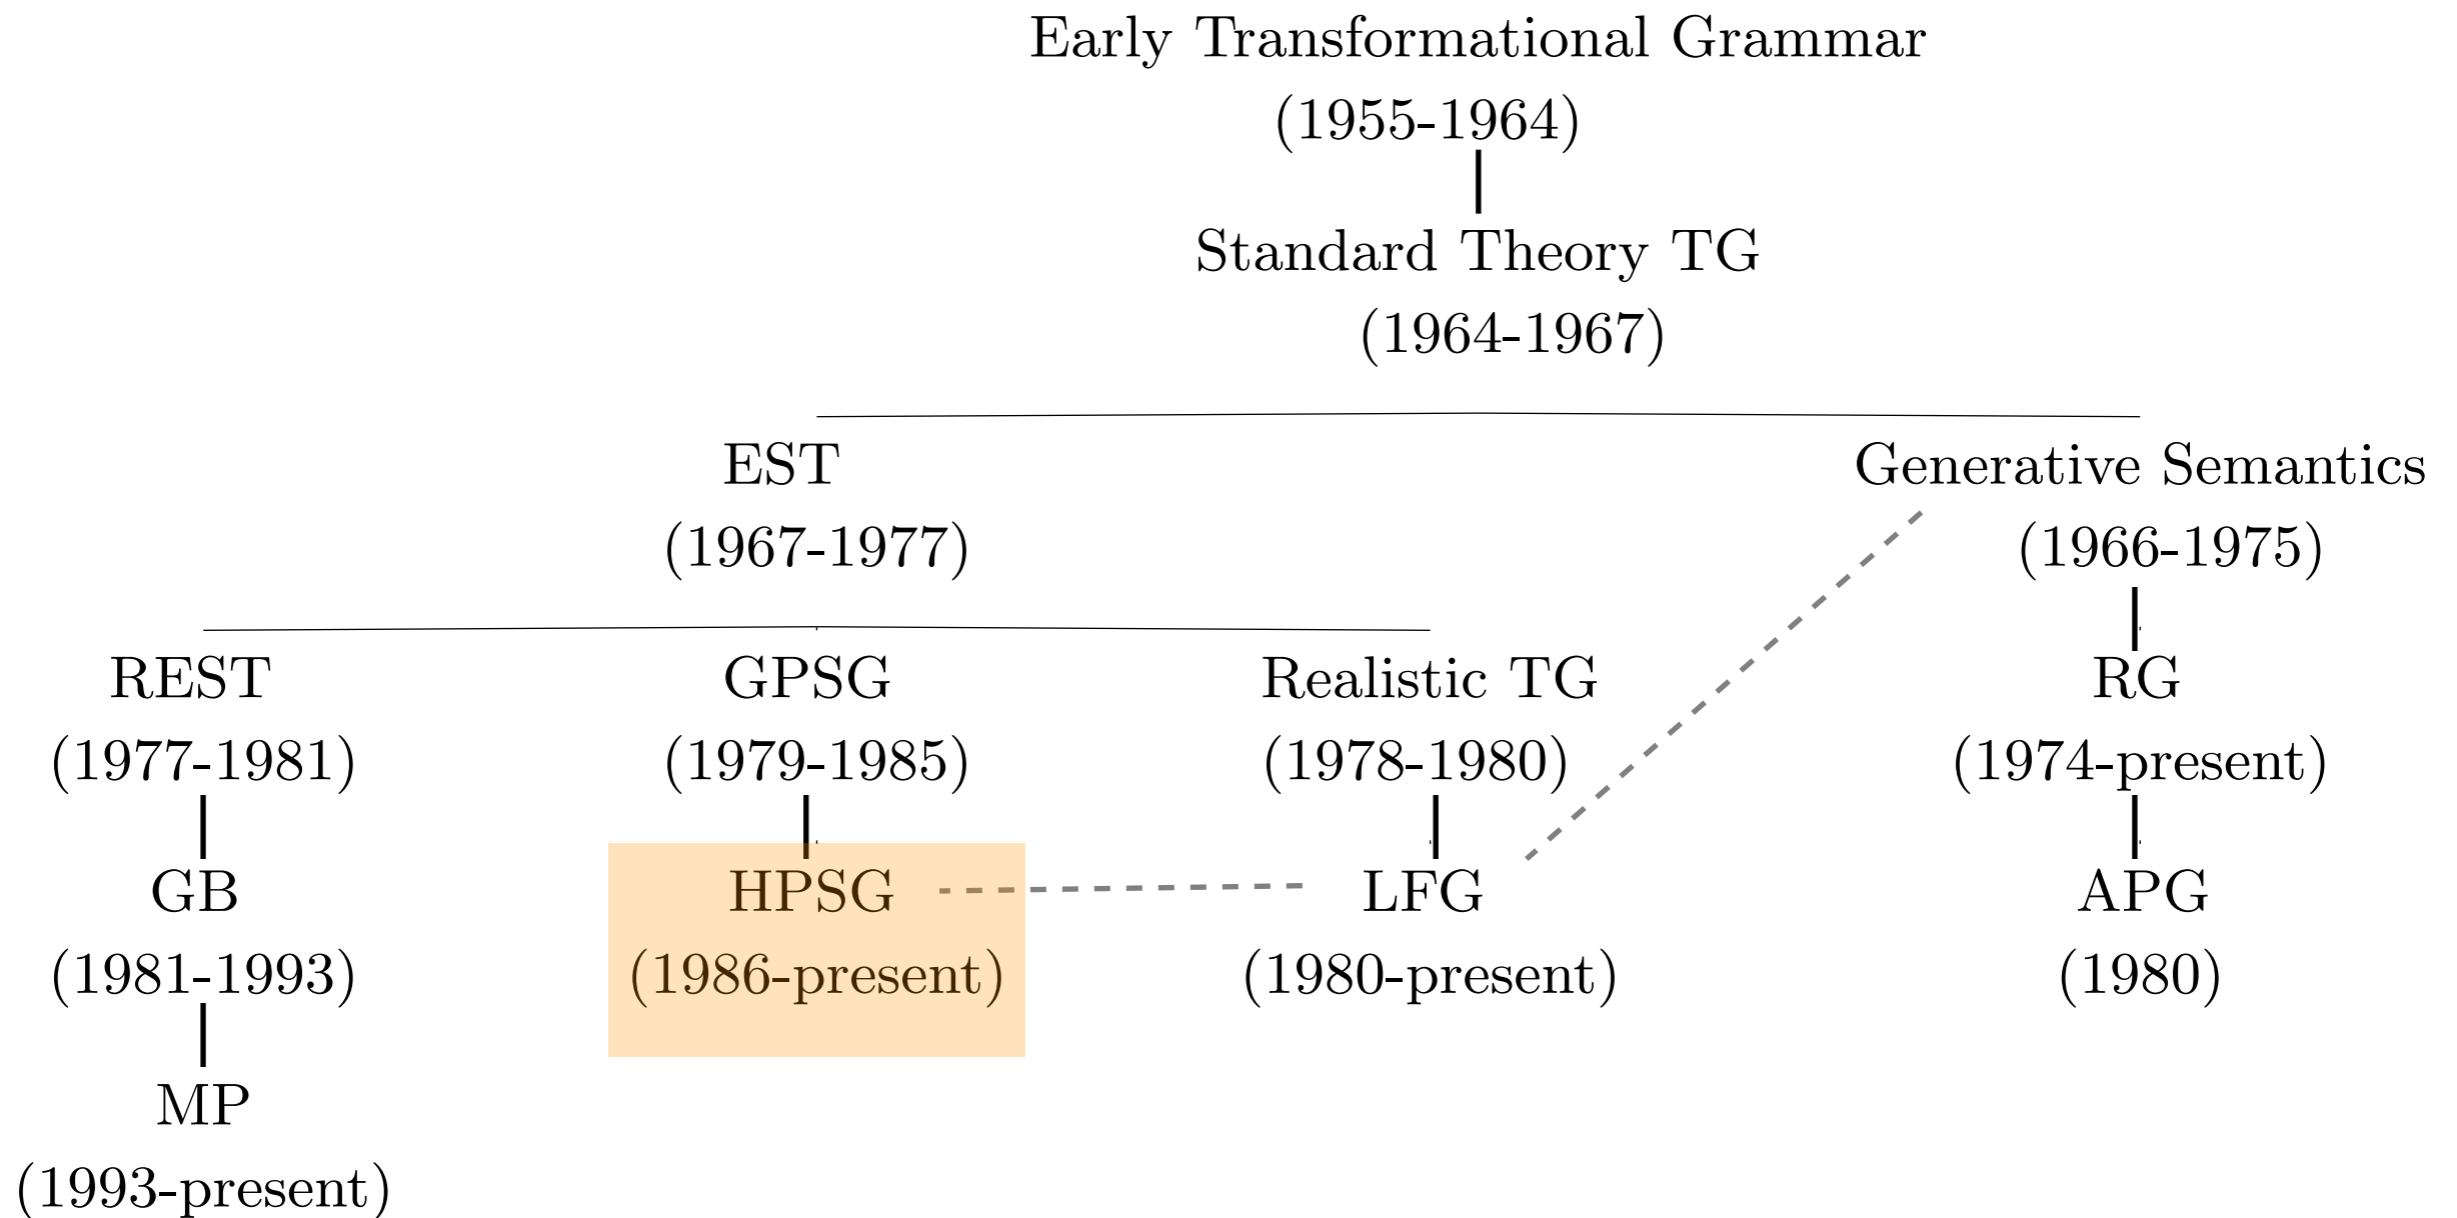 Early Transformational Grammar
(1955-1964)
Standard Theory TG
(1964-1967)
EST
(1967-1977)
Generative Semantics
(1966-1975)
REST
(1977-1981)
GPSG
(1979-1985)
Realistic TG
(1978-1980)
RG
(1974-present)
GB
(1981-1993)
HPSG
(1986-present)
LFG
(1980-present)
APG
(1980)
MP
(1993-present)